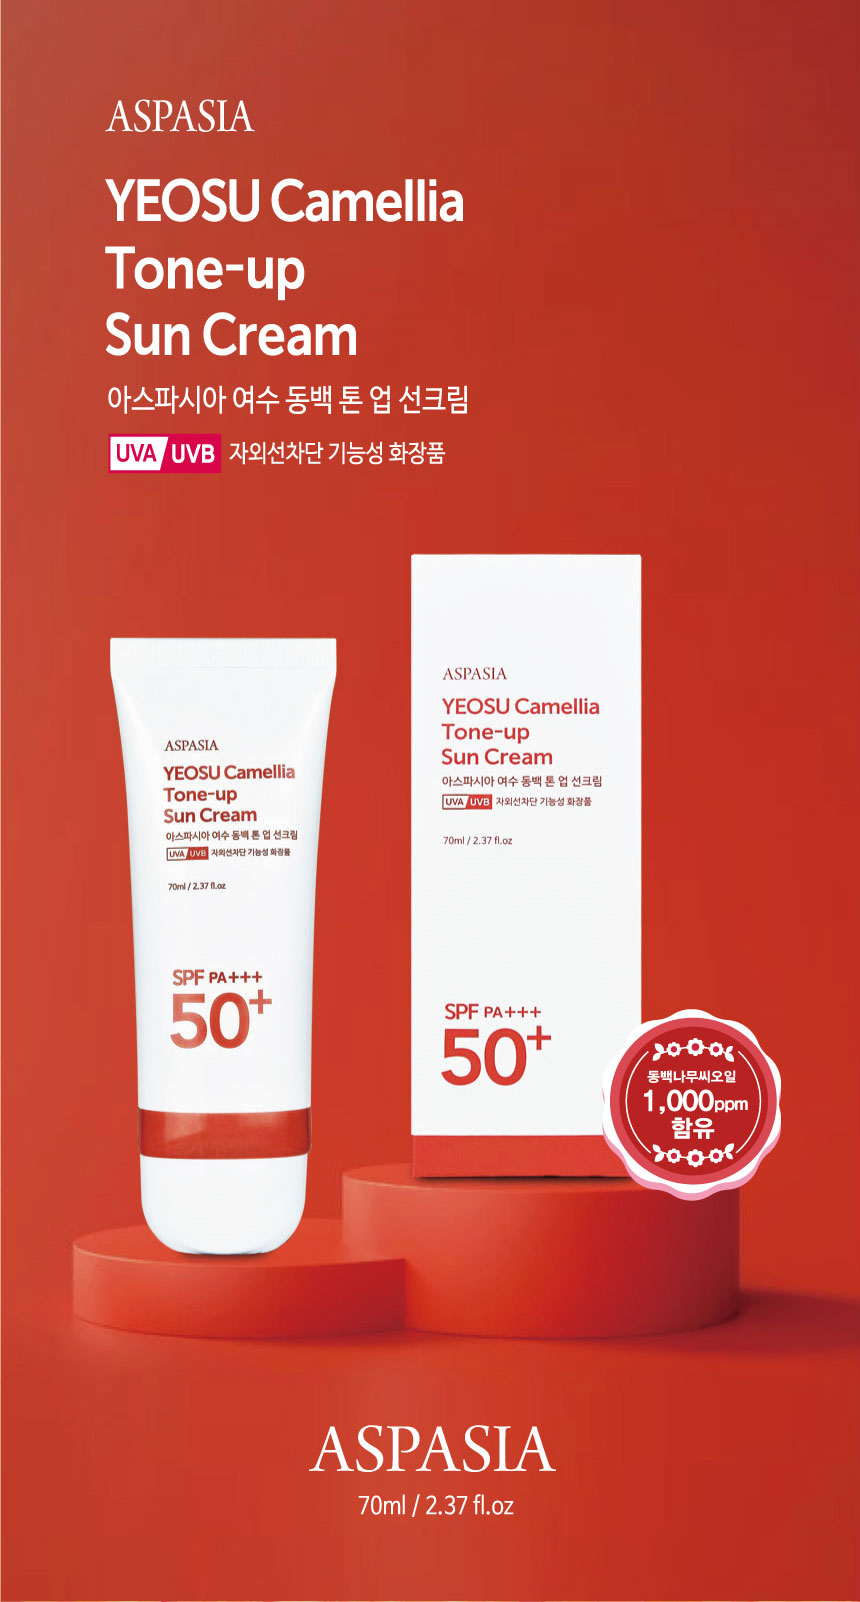 ASPASIA
YEOSU Camellia
Tone-up
Sun Cream
아스파시아 여수 동백 톤 업 선크림
UVA UVB 자외선차단 기능성 화장품
ASPASIA
YEOSU Camellia
Tone-up
Sun Cream
아스파시아 여수 동백 톤 업 선크림
UVA UVB 자외선차단 기능성 화장품
70ml / 2.37 fl.oz
SPF PA+++
50+
ASPASIA
YEOSU Camellia
Tone-up
Sun Cream
아스파시아 여수 동백 톤 업 선크림
UVA UVB 자외선차단 기능성 화장품
70ml / 2.37 fl.oz
SPF PA+++
50+
동백나무씨오일
1,000ppm
함유
ASPASIA
70ml / 2.37 fl.oz